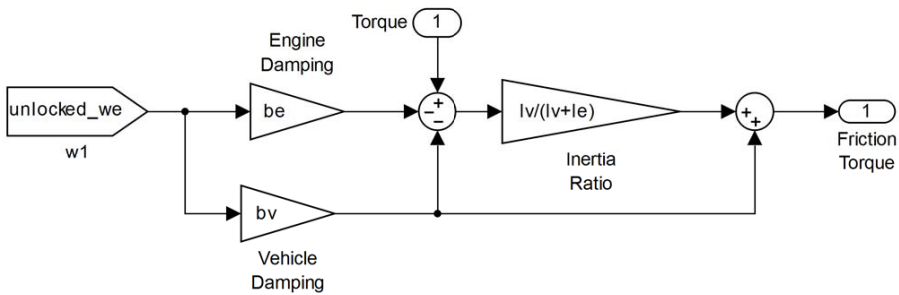 Torque
1
Engine
Damping
unlocked_we
w1
be
+
−
−
Iv/(Iv+Ie)
Inertia
Ratio
+
+
1
Friction
Torque
bv
Vehicle
Damping